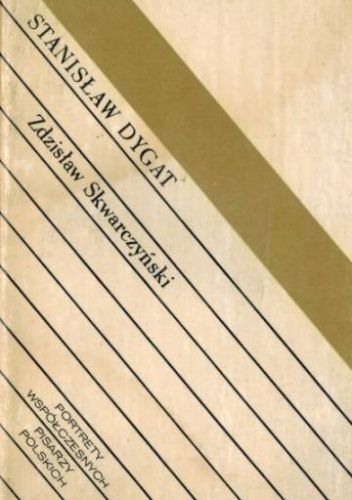 STANISŁAW DYGAT
Zdzisław Skwarczyński
PORTRETY
WSPÓŁCZESNYCH
PISARZY
POLSKICH